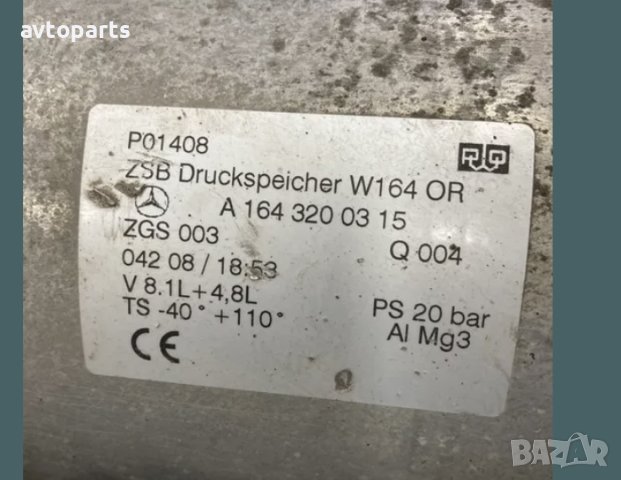 avtoparts
P01408
ZSB Druckspeicher W164 OR
A 164 320 03 15
ZGS 003
Q 004
042 08 / 18:53
V 8.1L+4,8L
TS -40° +110°
PS 20 bar
Al Mg3
CE
BAZAR